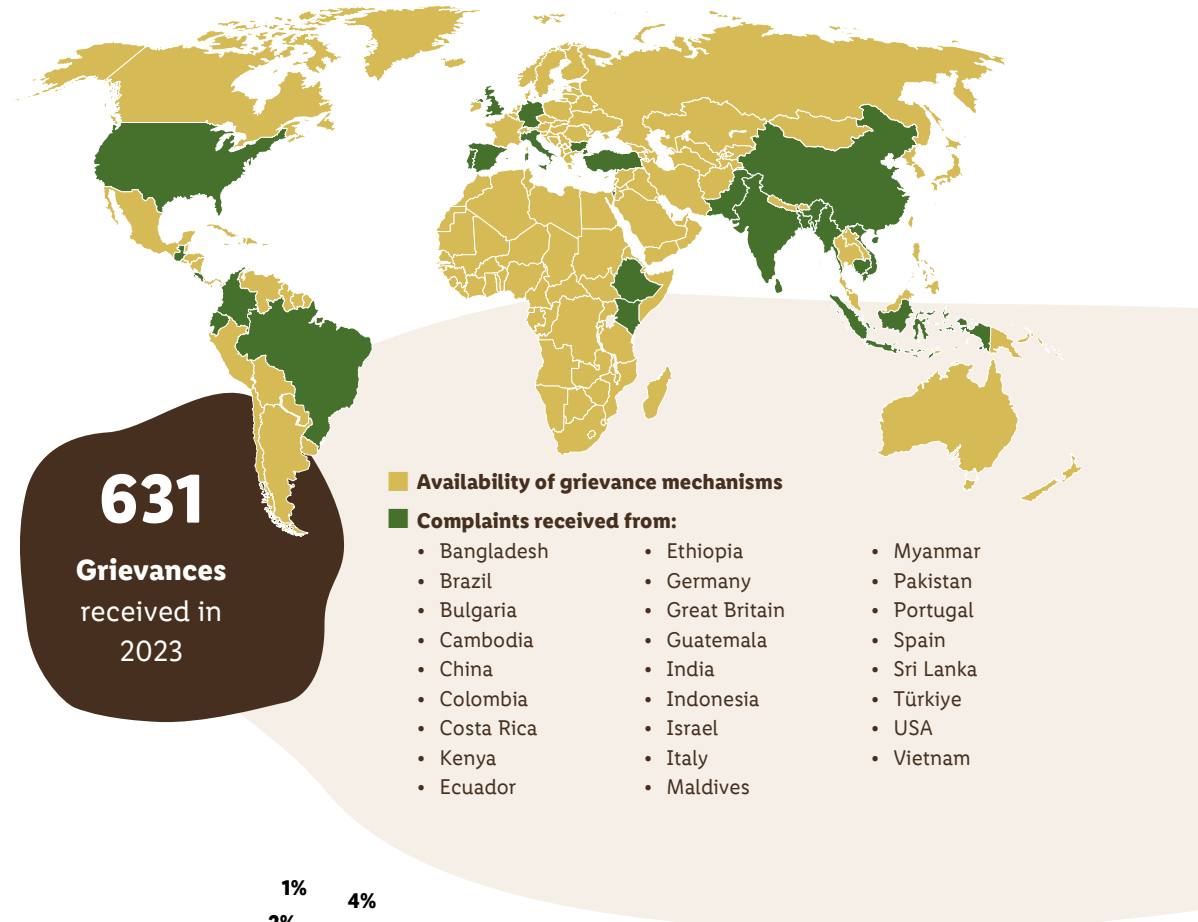 631
Grievances
received in
2023
Availability of grievance mechanisms
Complaints received from:
• Bangladesh
• Brazil
• Bulgaria
• Cambodia
• China
• Colombia
• Costa Rica
• Kenya
• Ecuador
• Ethiopia
• Germany
• Great Britain
• Guatemala
• India
• Indonesia
• Israel
• Italy
• Maldives
• Myanmar
• Pakistan
• Portugal
• Spain
• Sri Lanka
• Türkiye
• USA
• Vietnam
1%
4%